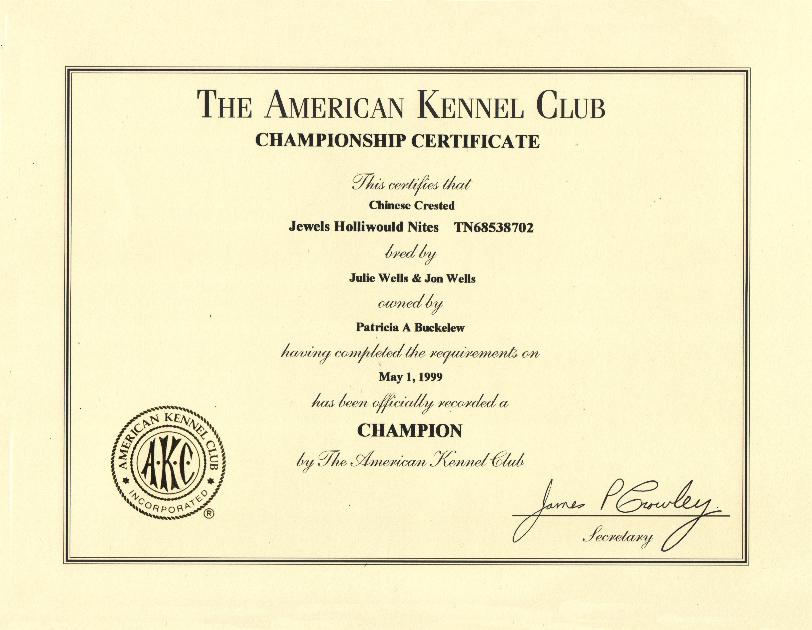 THE AMERICAN KENNEL CLUB
CHAMPIONSHIP CERTIFICATE
This certifies that
Chinese Crested
Jewels Holliwould Nites TN68538702
bred by
Julie Wells & Jon Wells
owned by
Patricia A Buckelew
having completed the requirements on
May 1, 1999
has been officially recorded a
CHAMPION
by The American Kennel Club
AMERICAN KENNEL CLUB
A·K·C
INCORPORATED
®
James P Crowley
Secretary